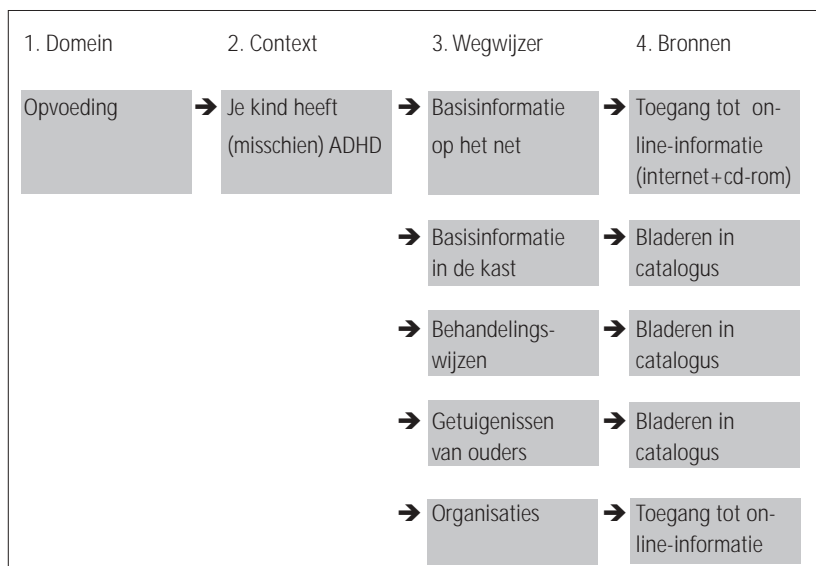 1. Domein
2. Context
3. Wegwijzer
4. Bronnen
Opvoeding
➔ Je kind heeft
(misschien) ADHD
➔ Basisinformatie
op het net
➔ Toegang tot on-
line-informatie
(internet+cd-rom)
➔ Basisinformatie
in de kast
➔ Bladeren in
catalogus
➔ Behandelings-
wijzen
➔ Bladeren in
catalogus
➔ Getuigenissen
van ouders
➔ Bladeren in
catalogus
➔ Organisaties
➔ Toegang tot on-
line-informatie